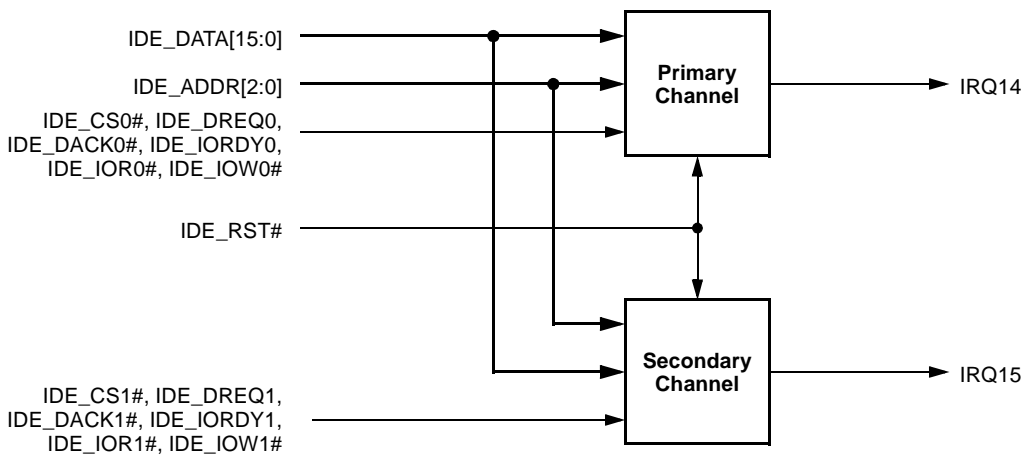 IDE_DATA[15:0]
IDE_ADDR[2:0]
IDE_CS0#, IDE_DREQ0,
IDE_DACK0#, IDE_IORDY0,
IDE_IOR0#, IDE_IOW0#
Primary
Channel
IRQ14
IDE_RST#
Secondary
Channel
IRQ15
IDE_CS1#, IDE_DREQ1,
IDE_DACK1#, IDE_IORDY1,
IDE_IOR1#, IDE_IOW1#